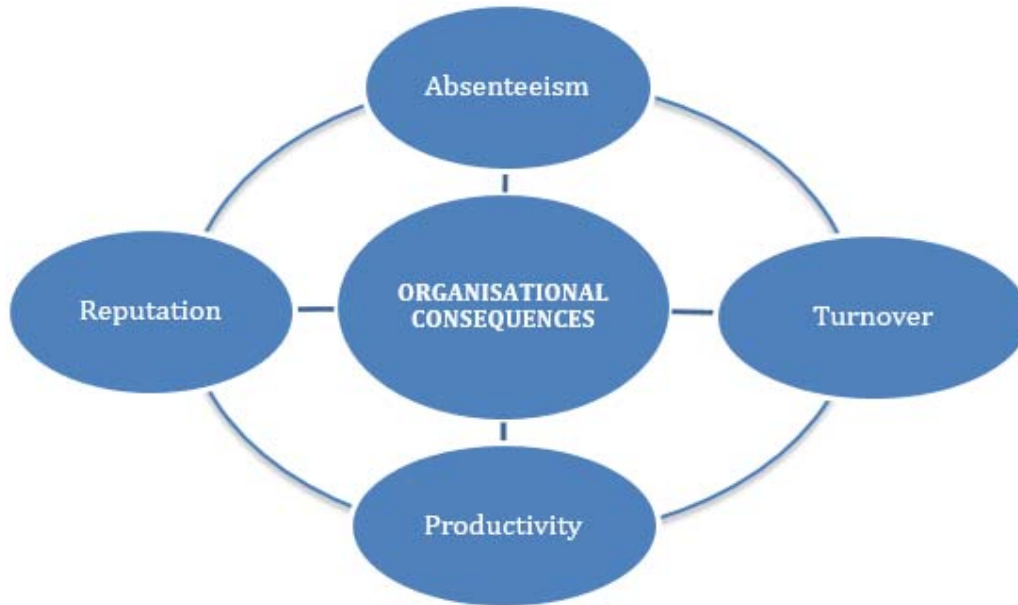 Absenteeism
Reputation
ORGANISATIONAL
CONSEQUENCES
Turnover
Productivity